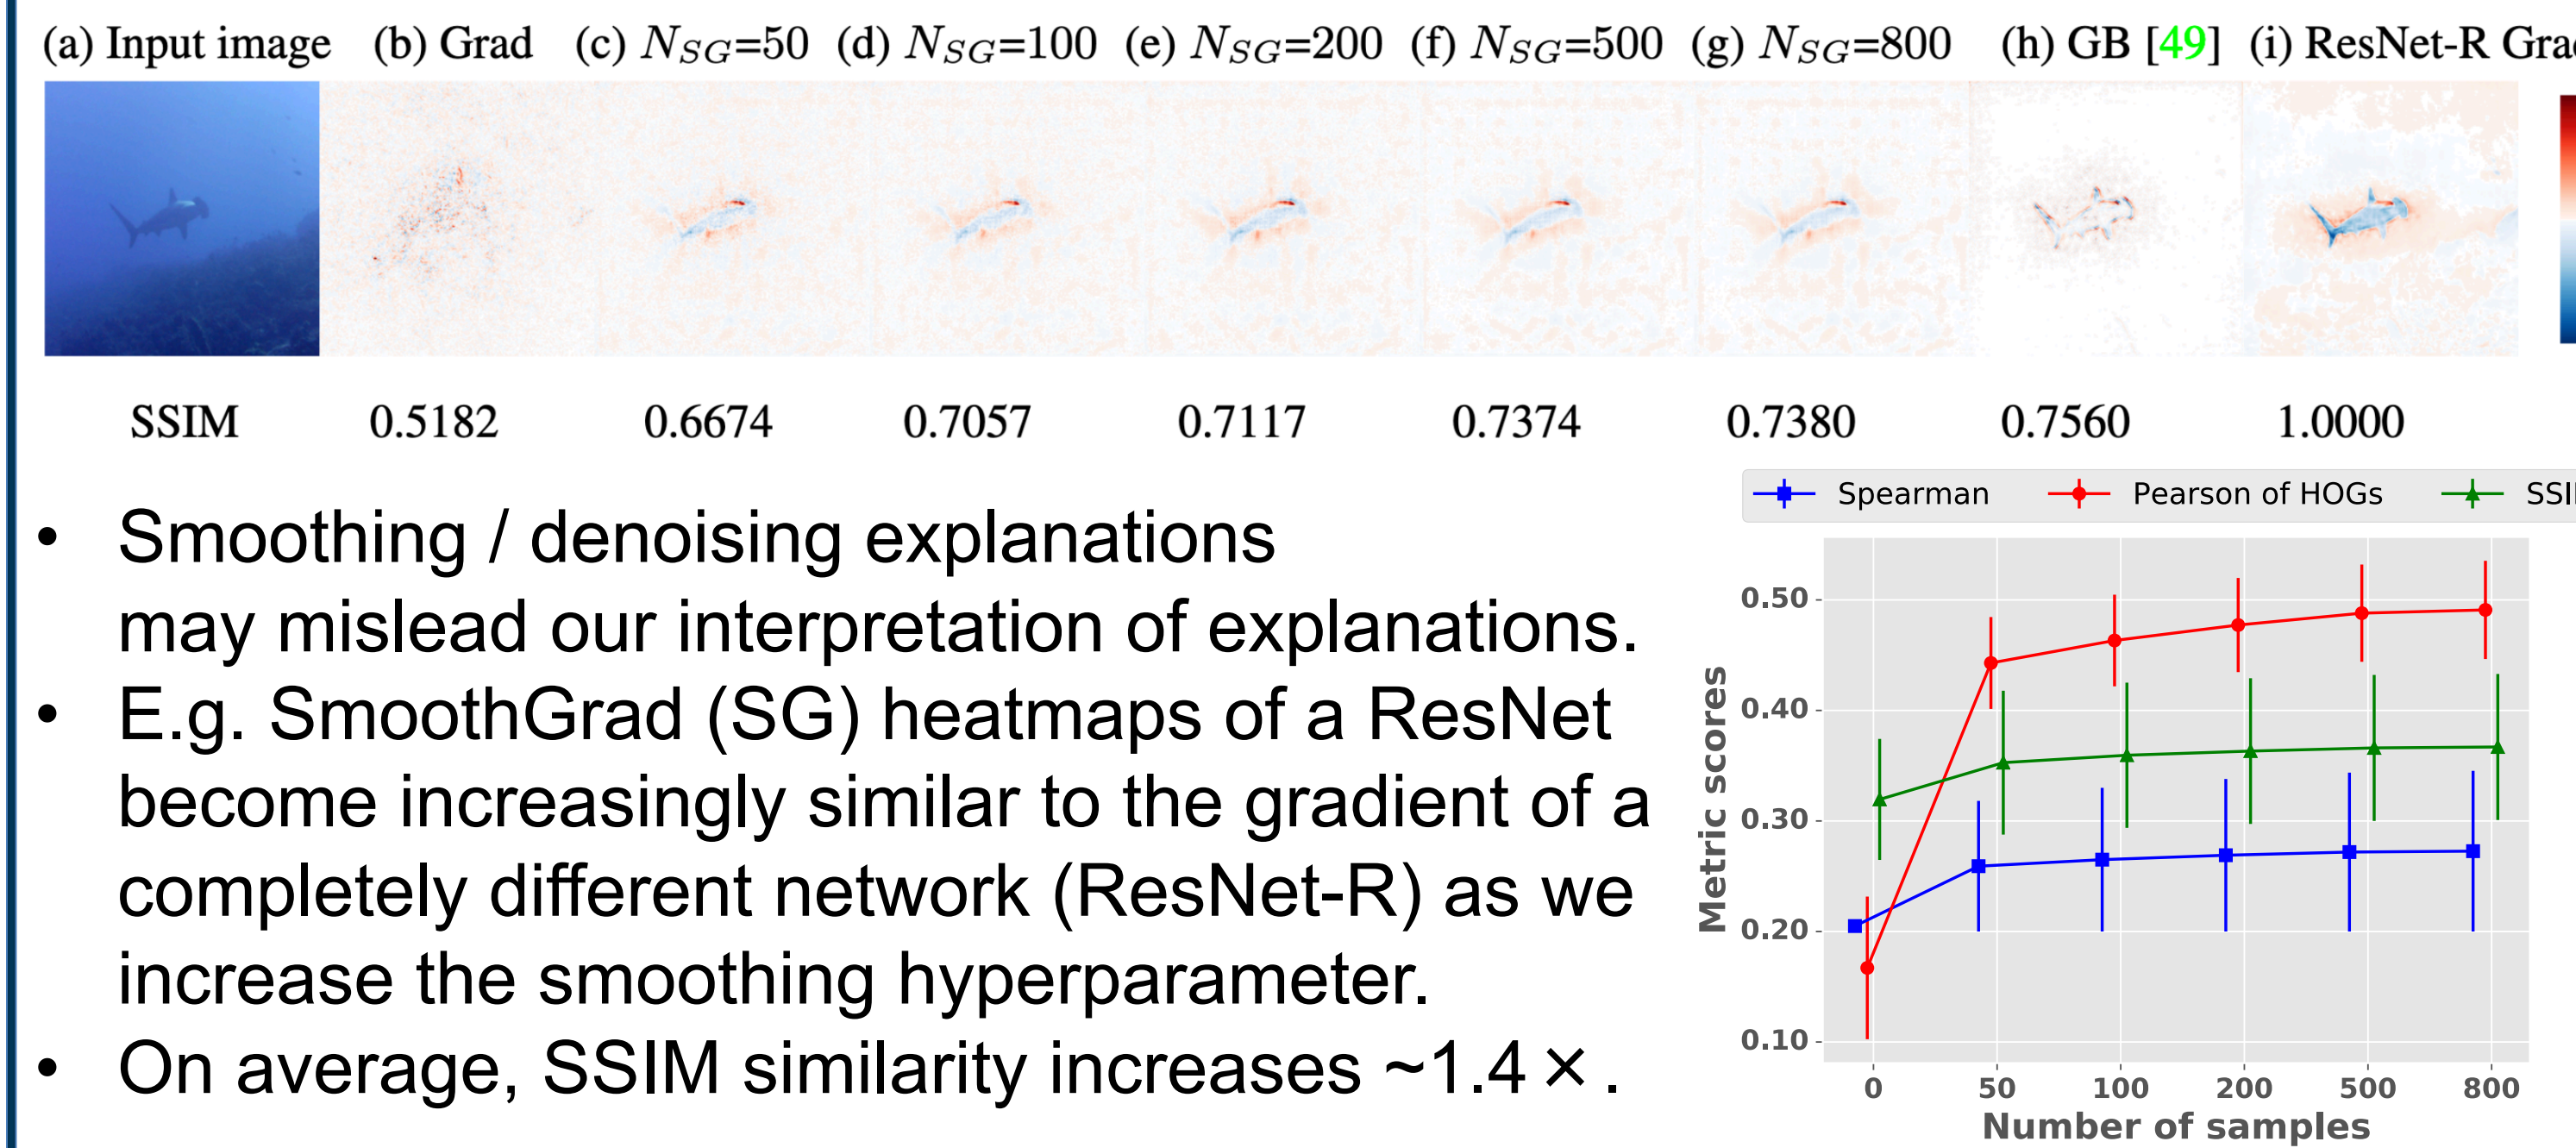 (a) Input image (b) Grad (c) N_SG=50 (d) N_SG=100 (e) N_SG=200 (f) N_SG=500 (g) N_SG=800 (h) GB [49] (i) ResNet-R Grad
SSIM 0.5182 0.6674 0.7057 0.7117 0.7374 0.7380 0.7560 1.0000
• Smoothing / denoising explanations
may mislead our interpretation of explanations.
• E.g. SmoothGrad (SG) heatmaps of a ResNet
become increasingly similar to the gradient of a
completely different network (ResNet-R) as we
increase the smoothing hyperparameter.
• On average, SSIM similarity increases ~1.4×.
Spearman Pearson of HOGs SSI
Metric scores
0.50
0.40
0.30
0.20
0.10
0 50 100 200 500 800
Number of samples